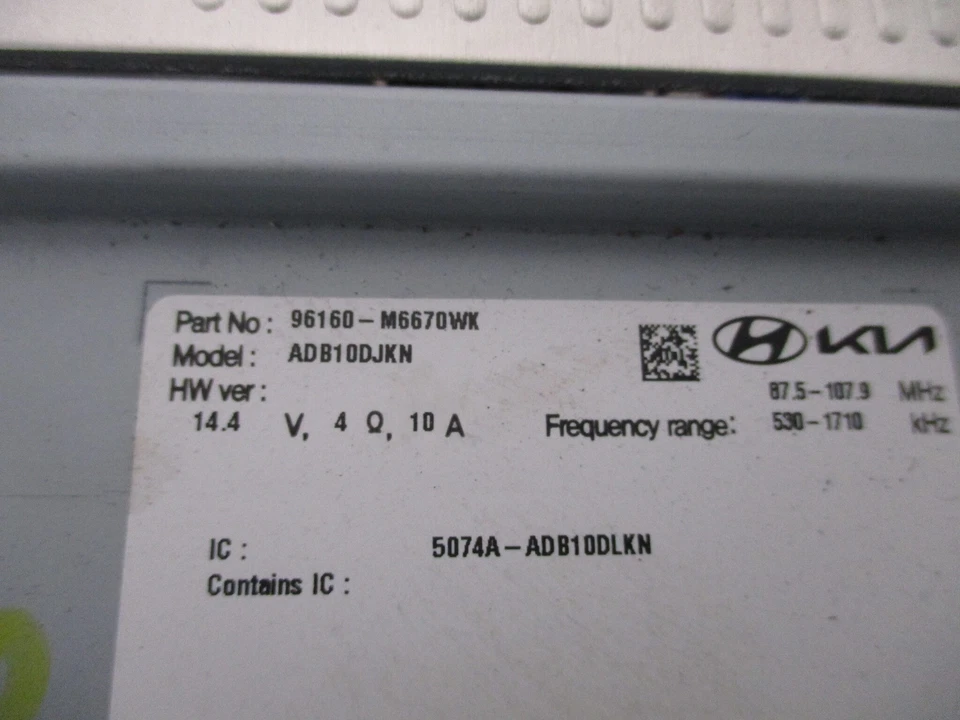 Part No : 96160-M6670WK
KIA
Model : ADB10DJKN
HW ver :
87.5-107.9 MHz
14.4 V, 4 Ω, 10 A
Frequency range: 530-1710 kHz
IC : 5074A-ADB10DLKN
Contains IC :